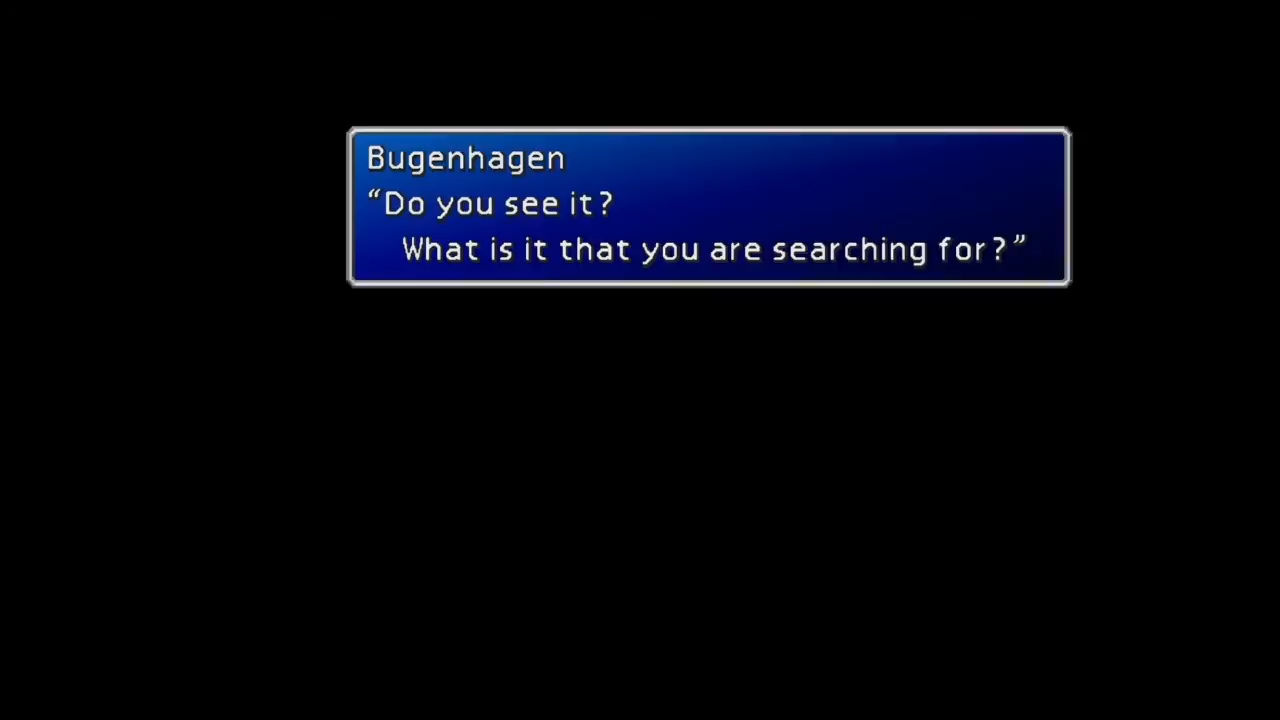 Bugenhagen
“Do you see it?
What is it that you are searching for?”